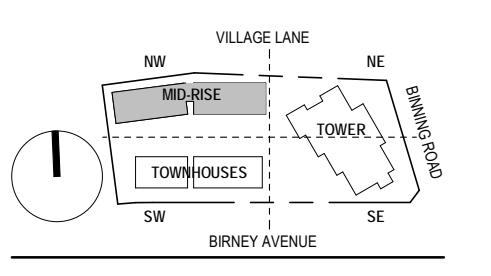 VILLAGE LANE
NW
NE
MID-RISE
BINNING ROAD
TOWER
TOWNHOUSES
SW
SE
BIRNEY AVENUE